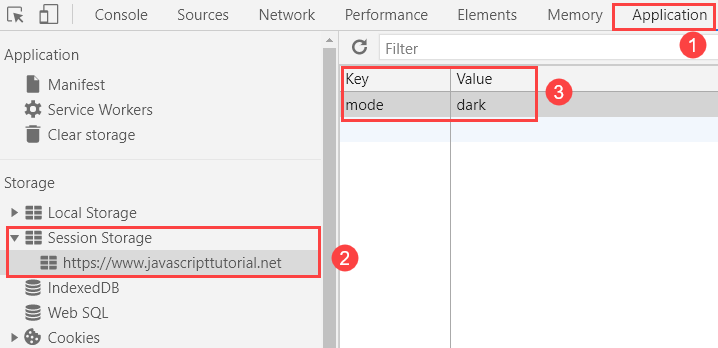 Console Sources Network Performance Elements Memory Application
1
Application
Manifest
Service Workers
Clear storage
Storage
Local Storage
Session Storage
https://www.javascripttutorial.net
2
IndexedDB
Web SQL
Cookies
Filter
Key Value
mode dark
3